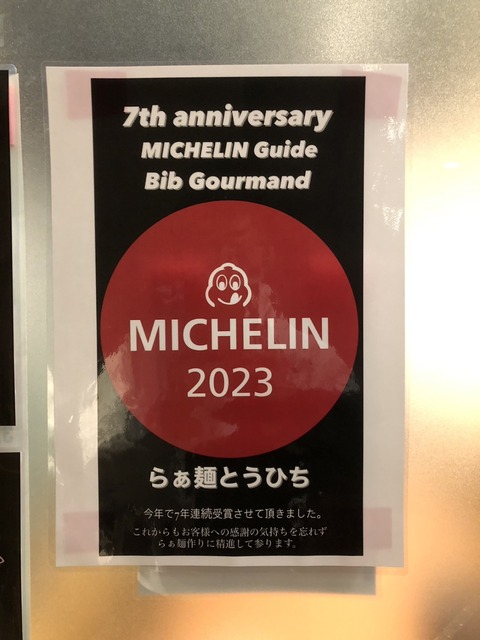 7th anniversary
MICHELIN Guide
Bib Gourmand
MICHELIN
2023
らぁ麺とうひち
今年で7年連続受賞させて頂きました。
これからもお客様への感謝の気持ちを忘れず
らぁ麺作りに精進して参ります。